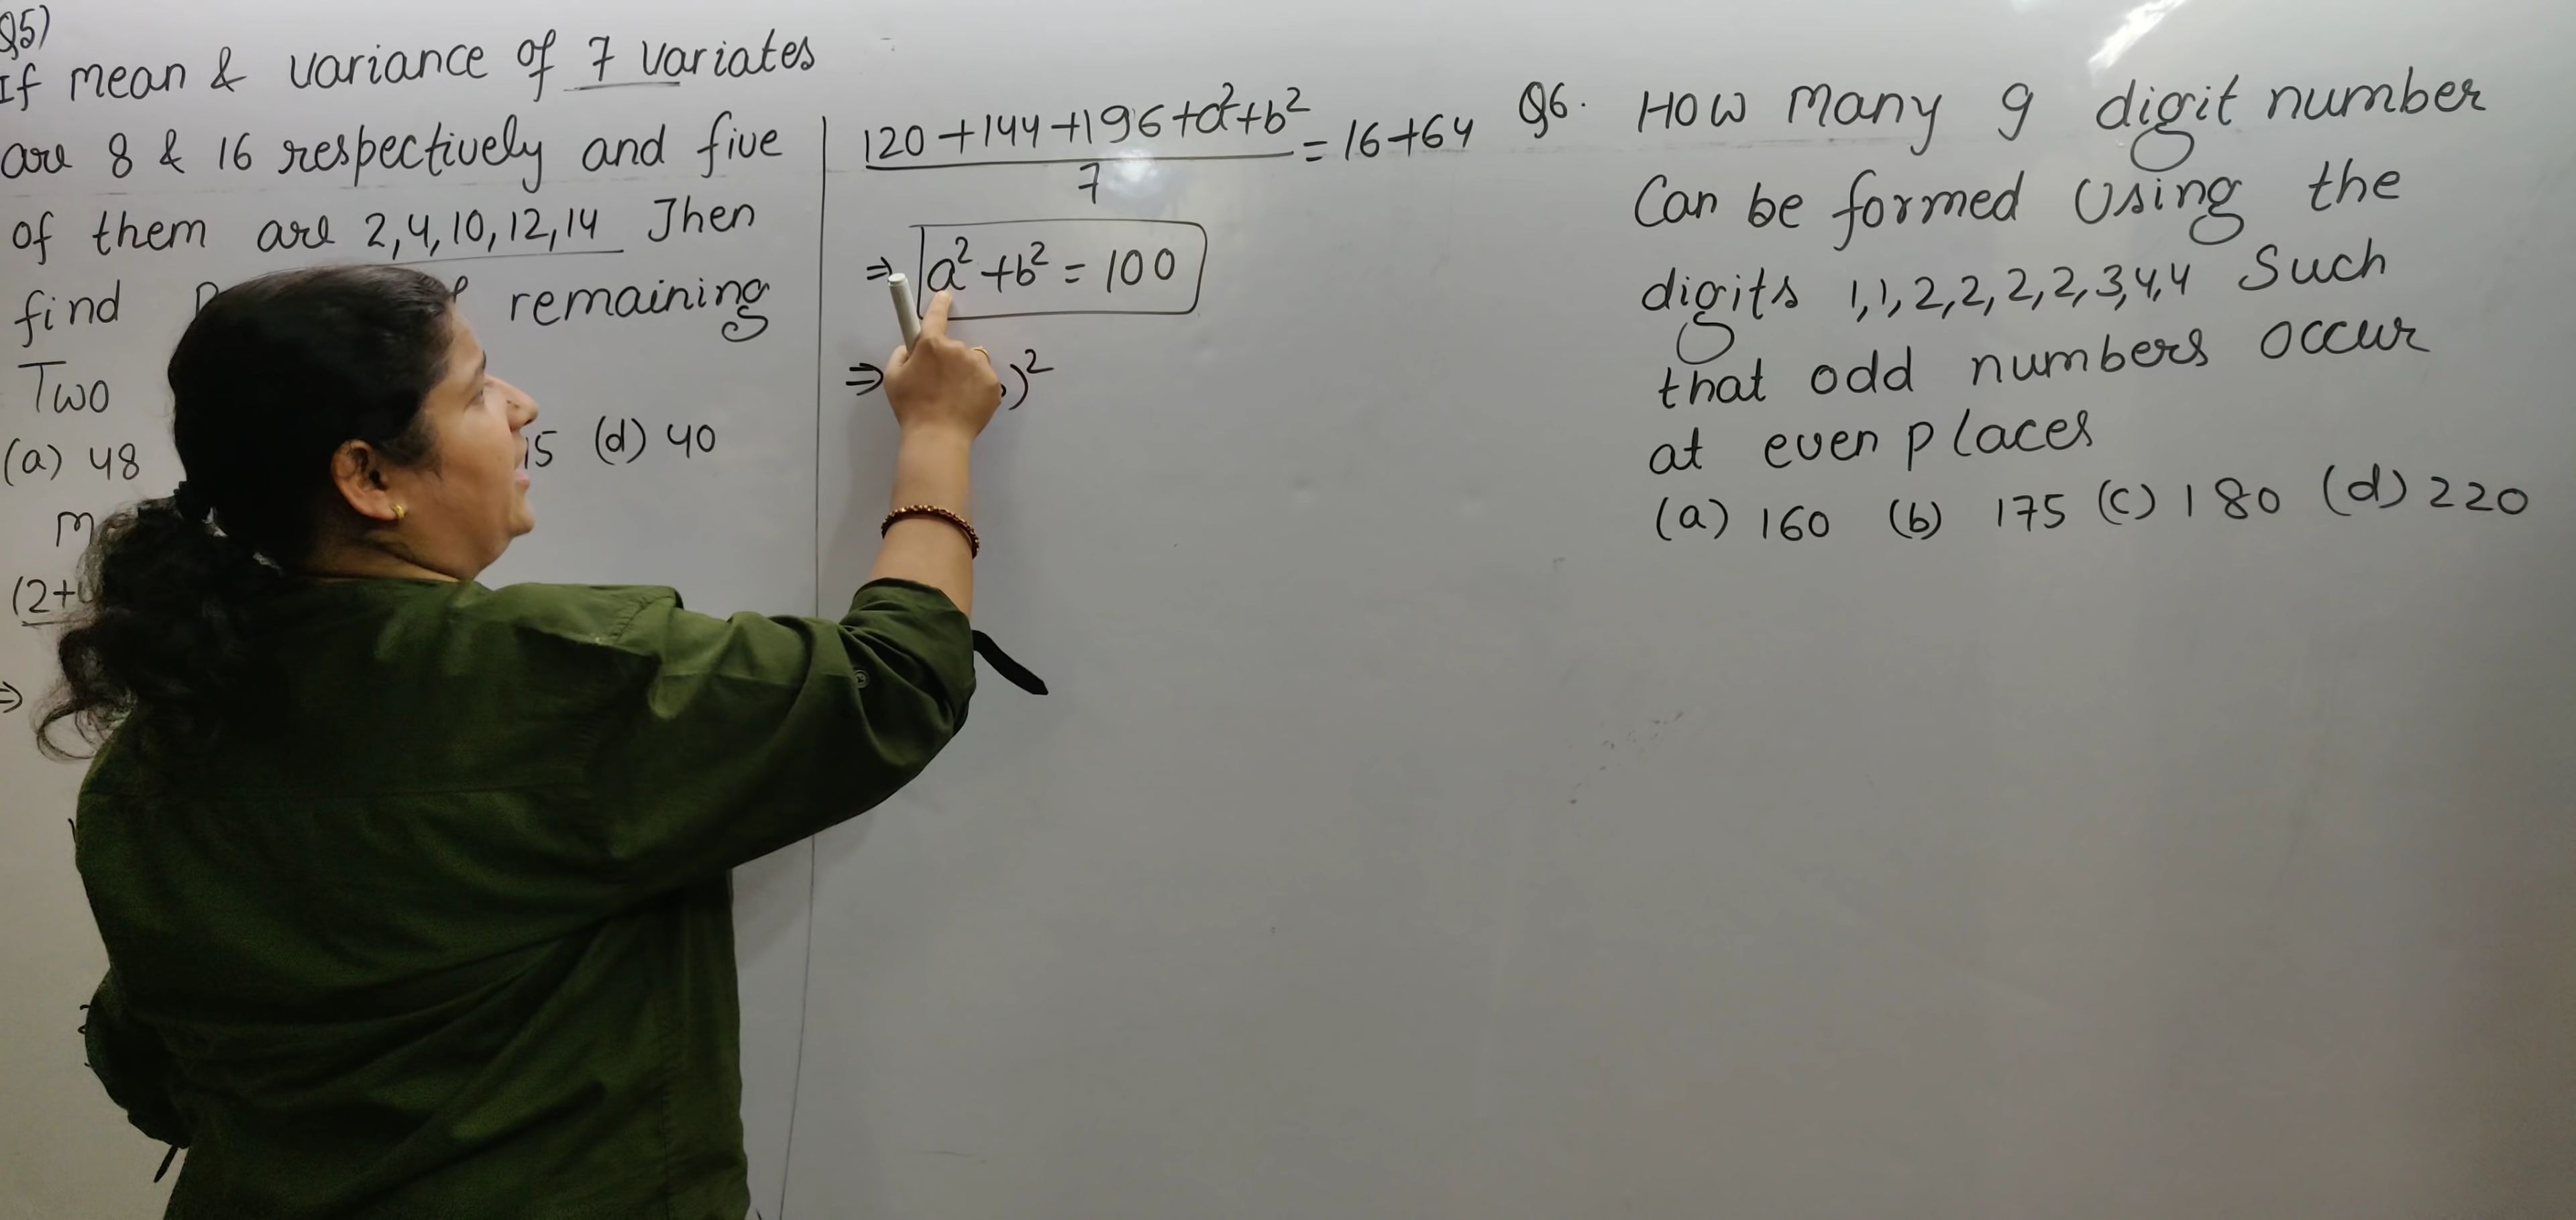 Q5)
If mean & variance of 7 variates
are 8 & 16 respectively and five
of them are 2,4,10,12,14 Then
find remaining
Two
(a) 48 15 (d) 40
(2+
⇒
120+144+196+a²+b² = 16+64
7
⇒ a²+b² = 100
⇒ )²
Q6. How many 9 digit number
Can be formed Using the
digits 1,1,2,2,2,2,3,4,4 Such
that odd numbers occur
at even places
(a) 160 (b) 175 (c) 180 (d) 220